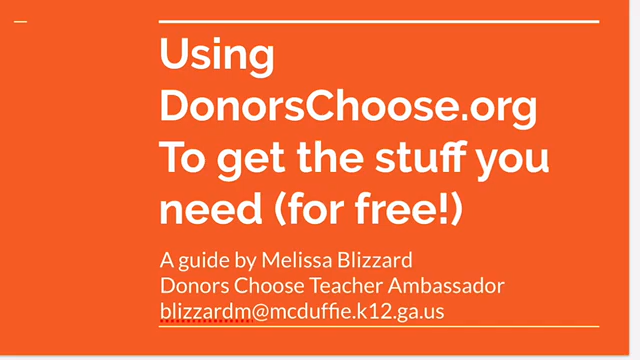 Using
DonorsChoose.org
To get the stuff you
need (for free!)
A guide by Melissa Blizzard
Donors Choose Teacher Ambassador
blizzardm@mcduffie.k12.ga.us